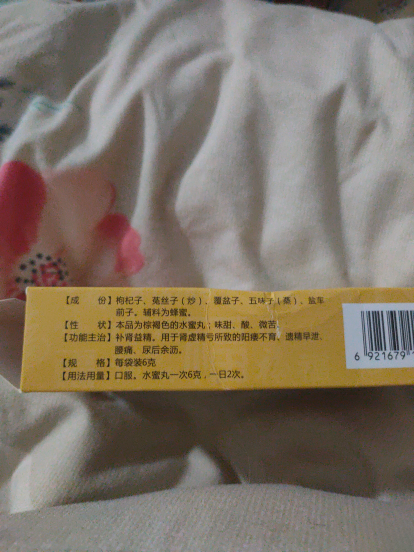 【成 份】枸杞子、菟丝子（炒）、覆盆子、五味子（蒸）、盐车
前子。辅料为蜂蜜。
【性 状】本品为棕褐色的水蜜丸；味甜、酸、微苦。
【功能主治】补肾益精。用于肾虚精亏所致的阳痿不育、遗精早泄、
腰痛、尿后余沥。
【规 格】每袋装6克
【用法用量】口服。水蜜丸一次6克，一日2次。
6 921679